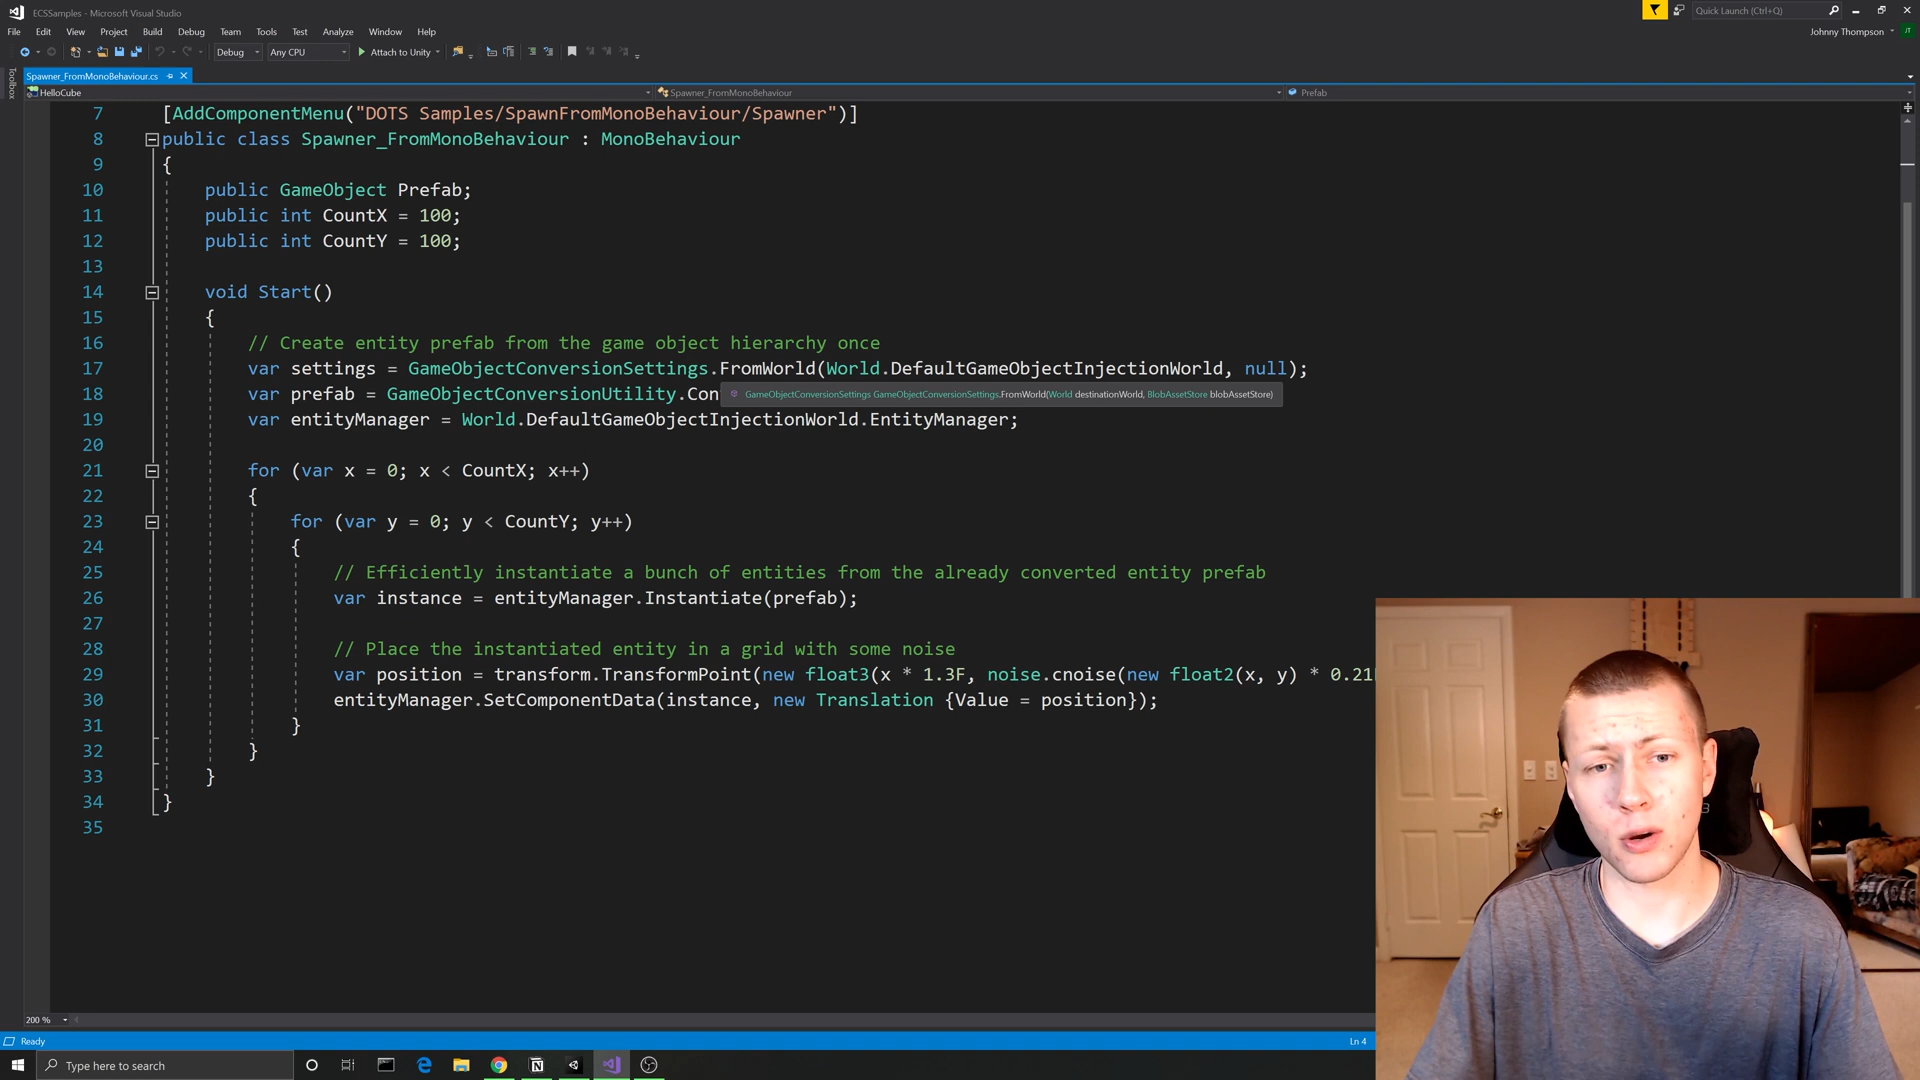 ECSSamples - Microsoft Visual Studio
Quick Launch (Ctrl+Q)
File Edit View Project Build Debug Team Tools Test Analyze Window Help
Johnny Thompson JT
Debug Any CPU Attach to Unity
Toolbox
Spawner_FromMonoBehaviour.cs
HelloCube Spawner_FromMonoBehaviour Prefab
7 [AddComponentMenu("DOTS Samples/SpawnFromMonoBehaviour/Spawner")]
8 public class Spawner_FromMonoBehaviour : MonoBehaviour
9 {
10 public GameObject Prefab;
11 public int CountX = 100;
12 public int CountY = 100;
13
14 void Start()
15 {
16 // Create entity prefab from the game object hierarchy once
17 var settings = GameObjectConversionSettings.FromWorld(World.DefaultGameObjectInjectionWorld, null);
18 var prefab = GameObjectConversionUtility.Con
GameObjectConversionSettings GameObjectConversionSettings.FromWorld(World destinationWorld, BlobAssetStore blobAssetStore)
19 var entityManager = World.DefaultGameObjectInjectionWorld.EntityManager;
20
21 for (var x = 0; x < CountX; x++)
22 {
23 for (var y = 0; y < CountY; y++)
24 {
25 // Efficiently instantiate a bunch of entities from the already converted entity prefab
26 var instance = entityManager.Instantiate(prefab);
27
28 // Place the instantiated entity in a grid with some noise
29 var position = transform.TransformPoint(new float3(x * 1.3F, noise.cnoise(new float2(x, y) * 0.21
30 entityManager.SetComponentData(instance, new Translation {Value = position});
31 }
32 }
33 }
34 }
35
200 %
Ready
Ln 4
Type here to search